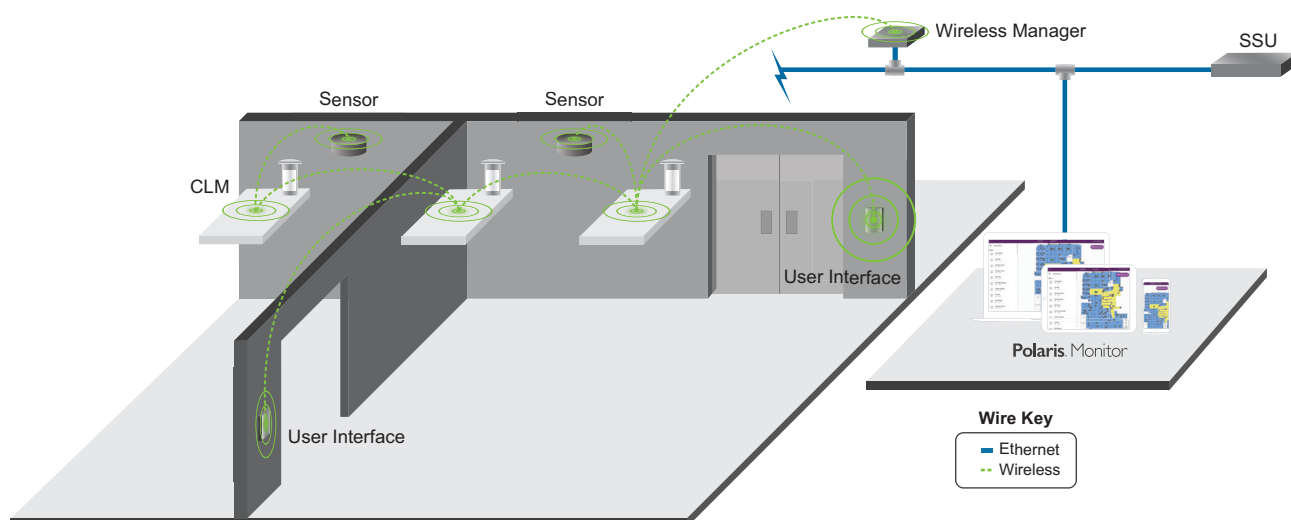 Wireless Manager
SSU
Sensor
Sensor
CLM
User Interface
User Interface
Polaris. Monitor
Wire Key
Ethernet
Wireless